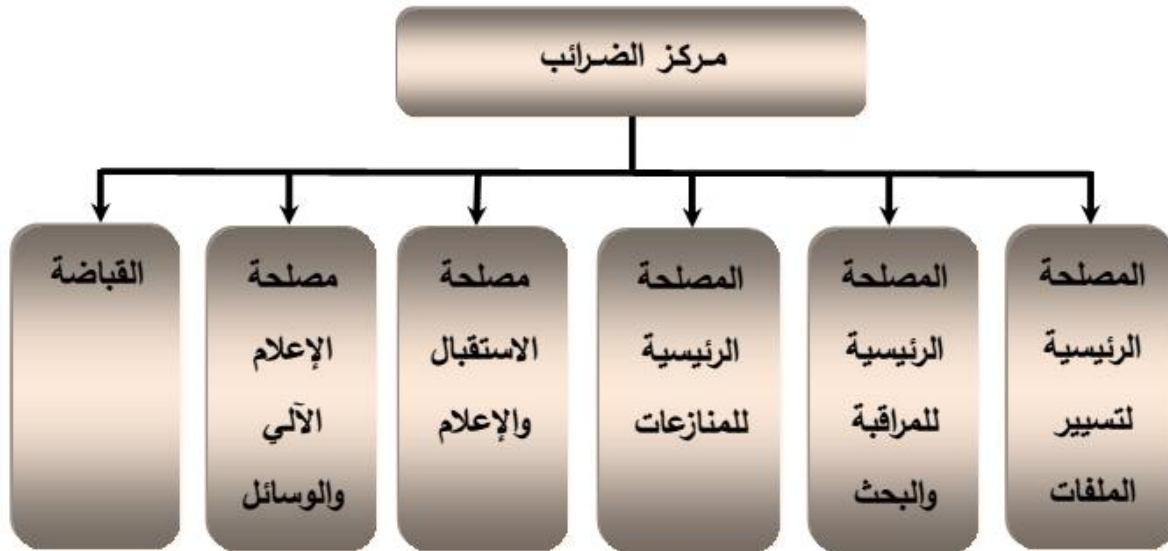 مركز الضرائب
المصلحة
الرئيسية
لتسيير
الملفات
المصلحة
الرئيسية
للمراقبة
والبحث
المصلحة
الرئيسية
للمنازعات
مصلحة
الاستقبال
والإعلام
مصلحة
الإعلام
الآلي
والوسائل
القباضة